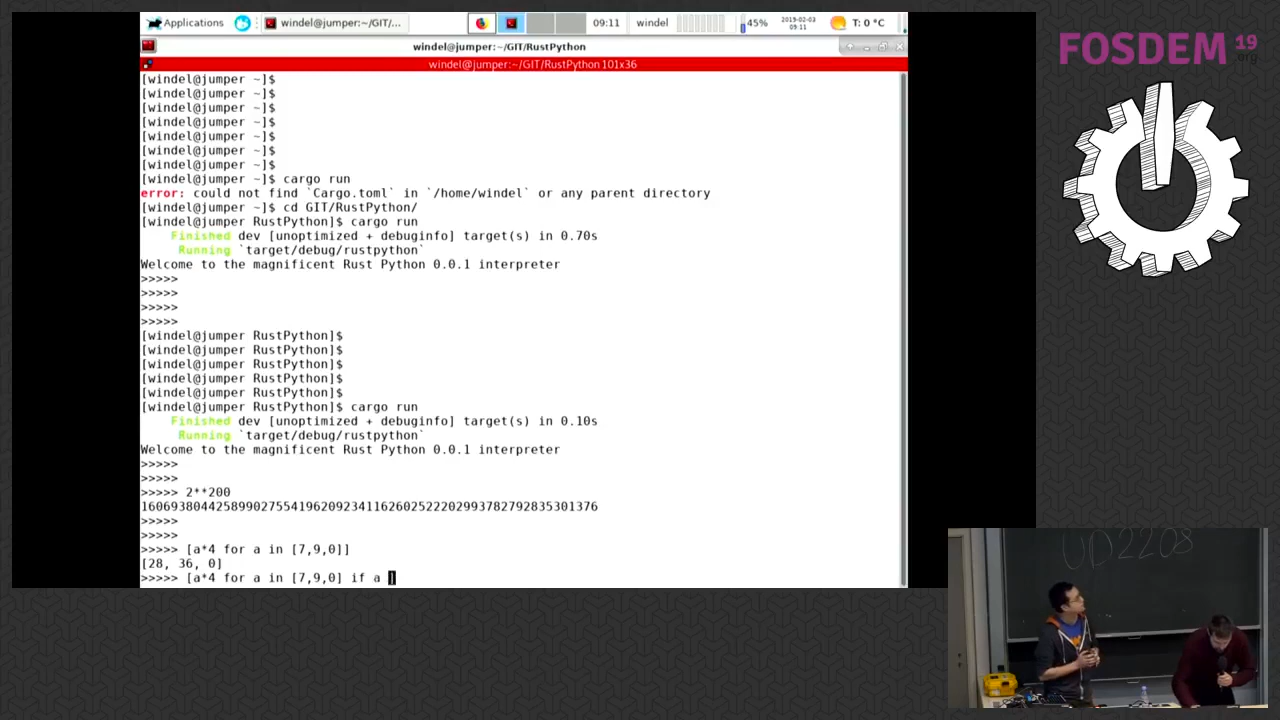 Applications
windel@jumper:~/GIT/...
09:11
windel
45%
2019-02-03
09:11
T: 0 °C
windel@jumper:~/GIT/RustPython
windel@jumper:~/GIT/RustPython 101x36
[windel@jumper ~]$
[windel@jumper ~]$
[windel@jumper ~]$
[windel@jumper ~]$
[windel@jumper ~]$
[windel@jumper ~]$
[windel@jumper ~]$
[windel@jumper ~]$ cargo run
error: could not find `Cargo.toml` in `/home/windel` or any parent directory
[windel@jumper ~]$ cd GIT/RustPython/
[windel@jumper RustPython]$ cargo run
Finished dev [unoptimized + debuginfo] target(s) in 0.70s
Running `target/debug/rustpython`
Welcome to the magnificent Rust Python 0.0.1 interpreter
>>>>>
>>>>>
>>>>>
>>>>>
[windel@jumper RustPython]$
[windel@jumper RustPython]$
[windel@jumper RustPython]$
[windel@jumper RustPython]$
[windel@jumper RustPython]$
[windel@jumper RustPython]$ cargo run
Finished dev [unoptimized + debuginfo] target(s) in 0.10s
Running `target/debug/rustpython`
Welcome to the magnificent Rust Python 0.0.1 interpreter
>>>>>
>>>>>
>>>>> 2**200
1606938044258990275541962092341162602522202993782792835301376
>>>>>
>>>>>
>>>>> [a*4 for a in [7,9,0]]
[28, 36, 0]
>>>>> [a*4 for a in [7,9,0] if a ]
FOSDEM 19
.org
UD2208